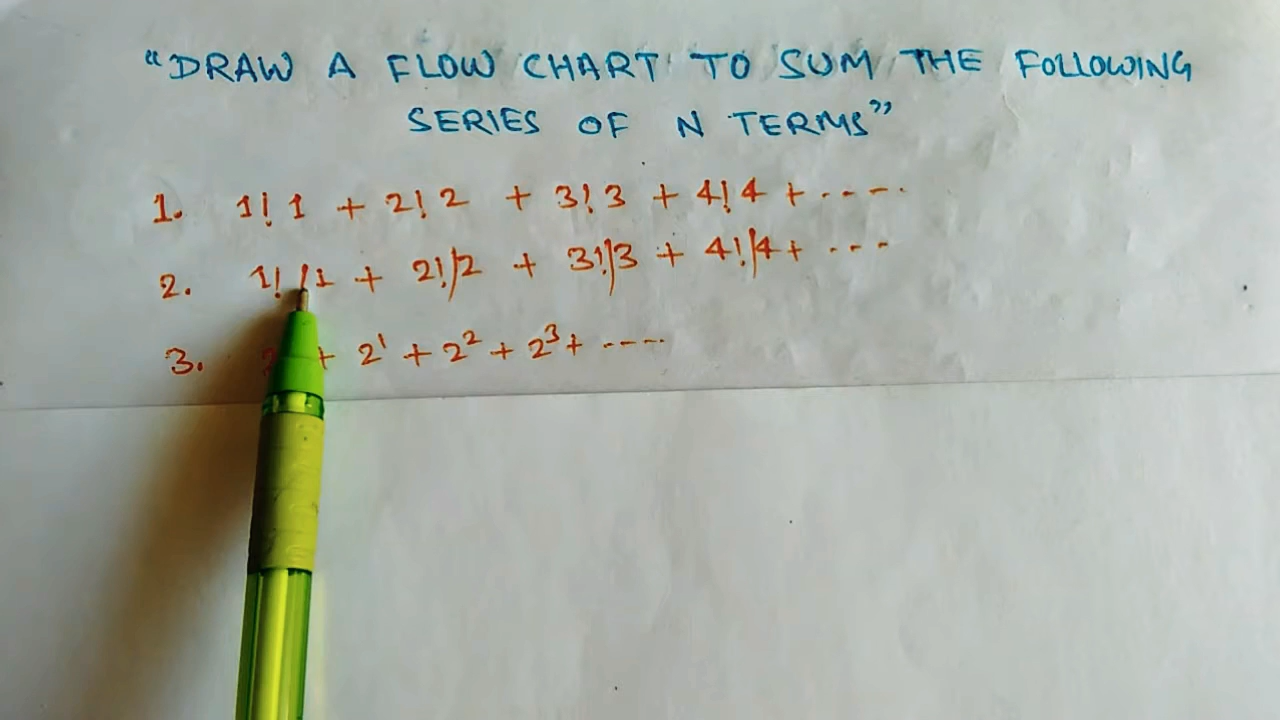 "DRAW A FLOW CHART TO SUM THE FOLLOWING
SERIES OF N TERMS"
1. 1! 1 + 2! 2 + 3! 3 + 4! 4 + ....
2. 1!/1 + 2!/2 + 3!/3 + 4!/4 + ...
3. + 2¹ + 2² + 2³ + ....